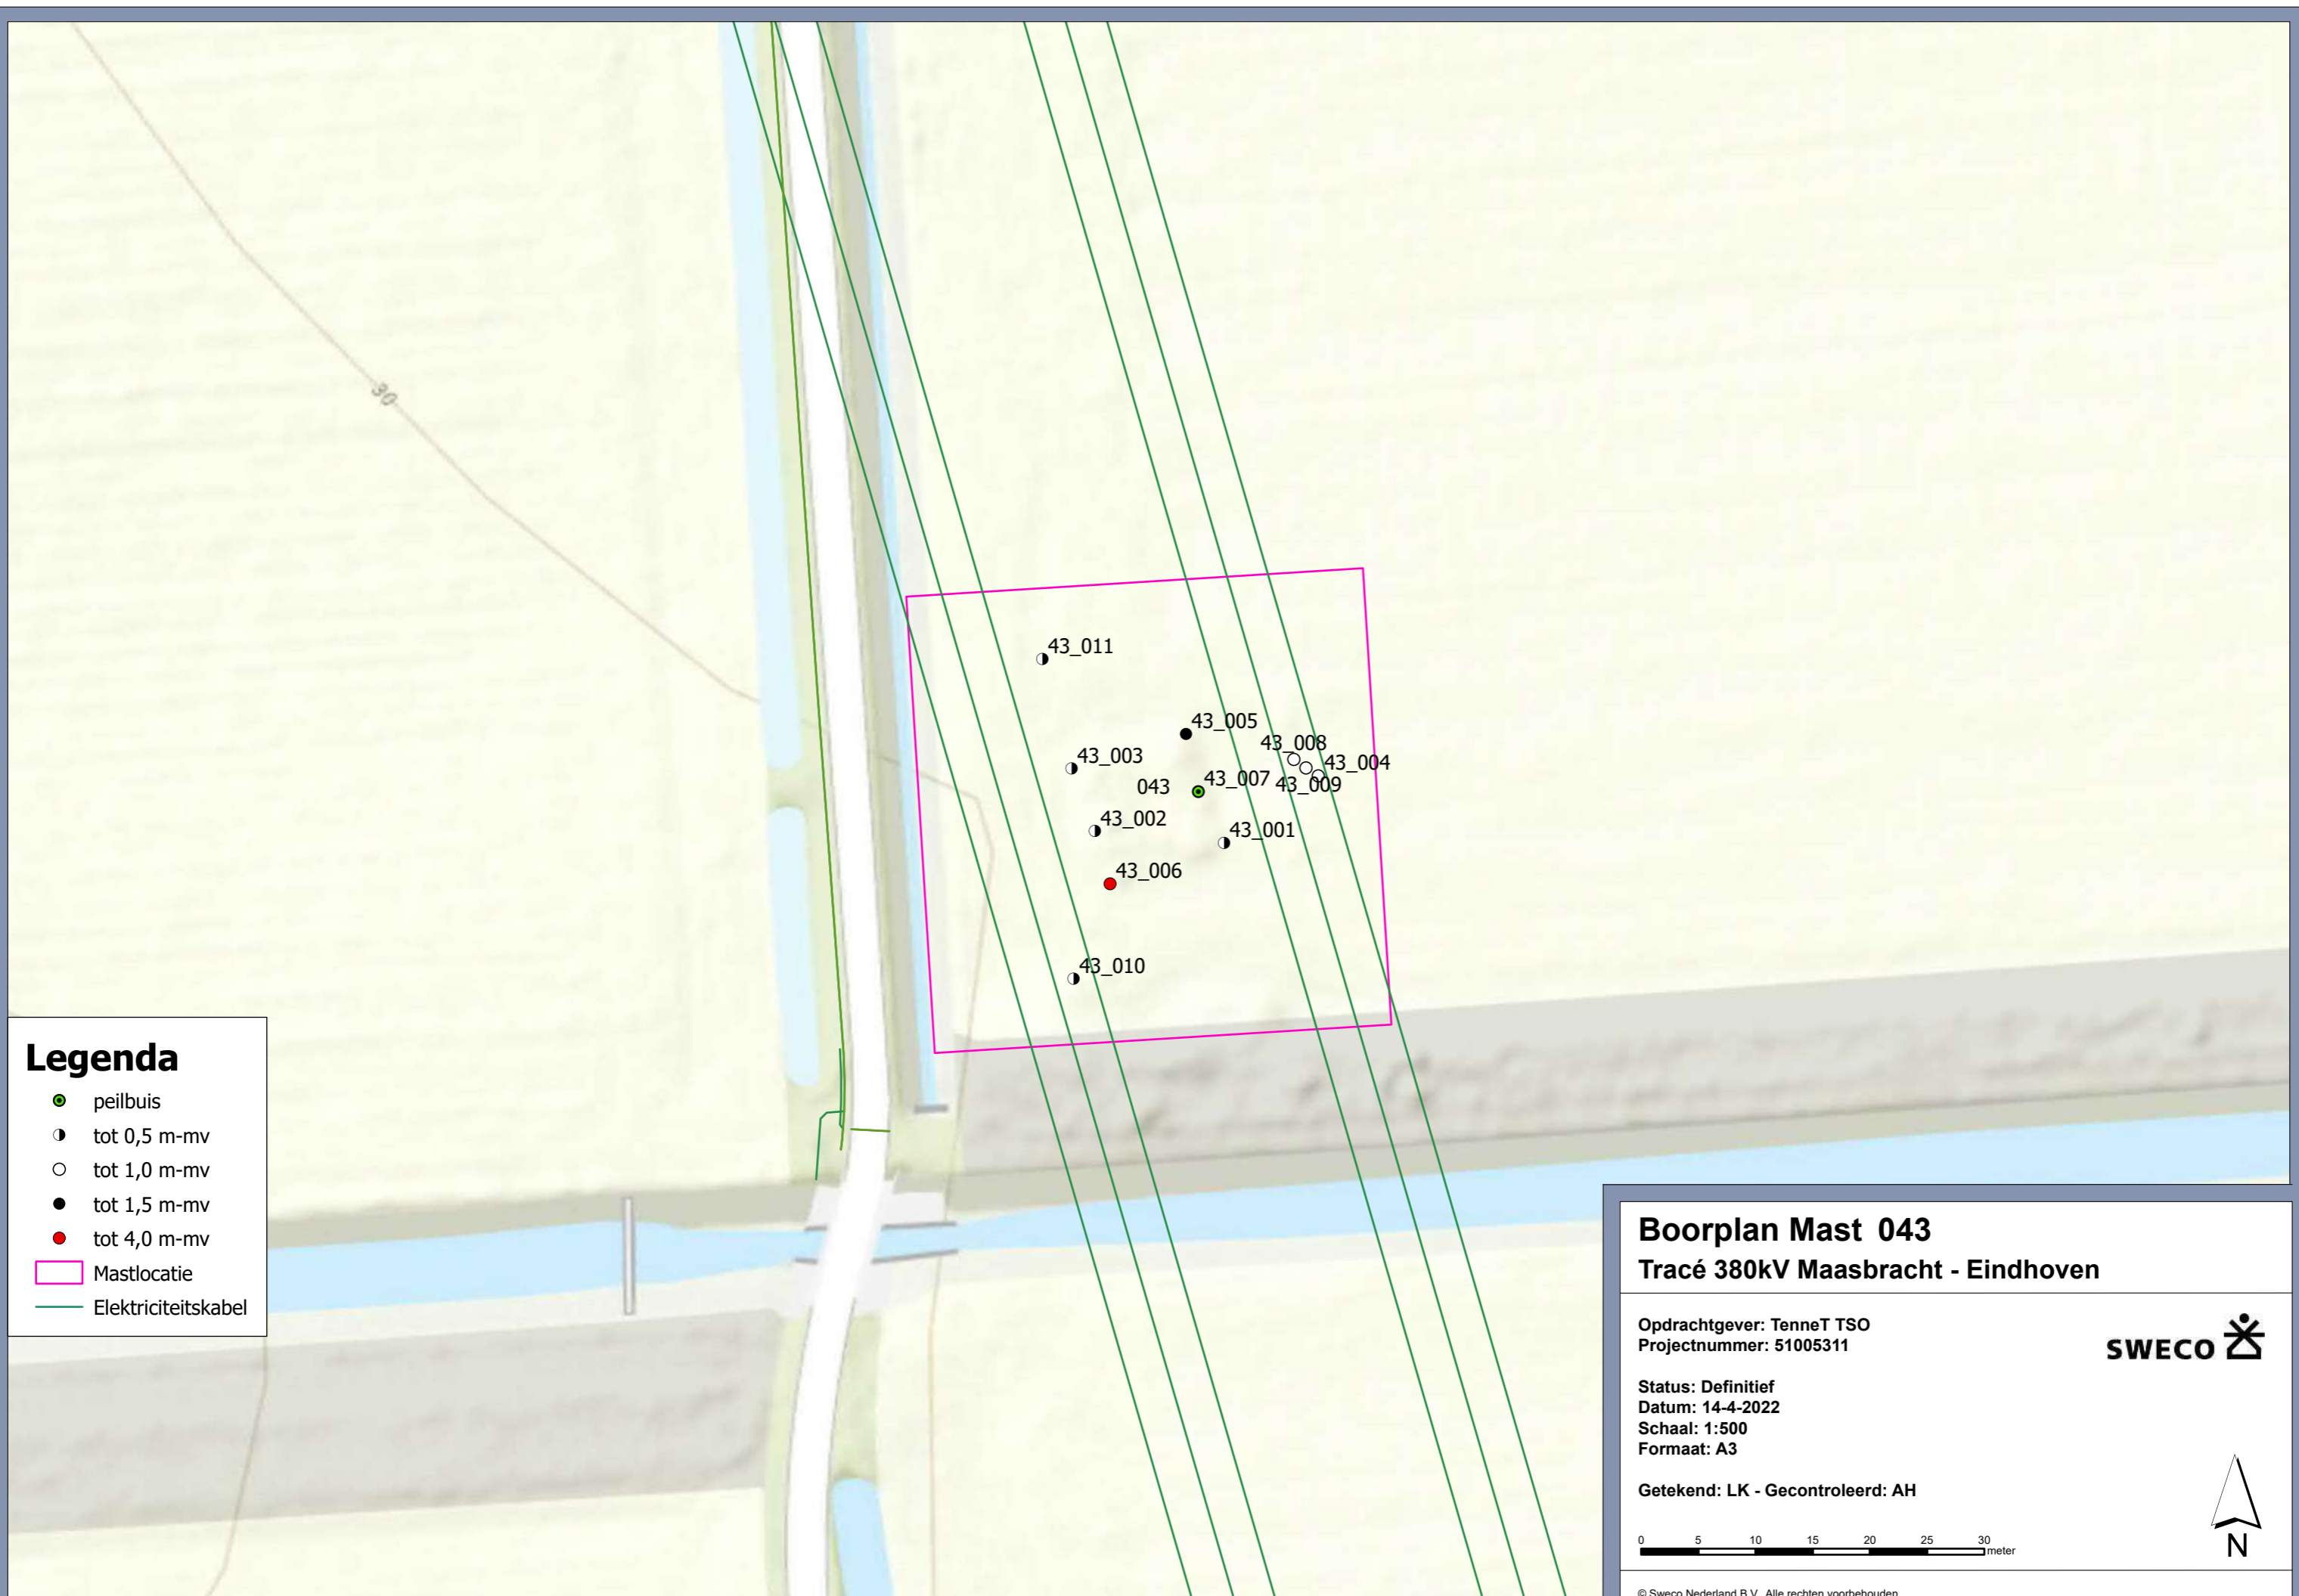 30
43_011
43_005
43_008
43_003
43_004
043
43_007
43_009
43_002
43_001
43_006
43_010
Legenda
peilbuis
tot 0,5 m-mv
tot 1,0 m-mv
tot 1,5 m-mv
tot 4,0 m-mv
Mastlocatie
Elektriciteitskabel
Boorplan Mast 043
Tracé 380kV Maasbracht - Eindhoven
Opdrachtgever: TenneT TSO
Projectnummer: 51005311
SWECO
Status: Definitief
Datum: 14-4-2022
Schaal: 1:500
Formaat: A3
Getekend: LK - Gecontroleerd: AH
0 5 10 15 20 25 30
meter
N
© Sweco Nederland B.V. Alle rechten voorbehouden